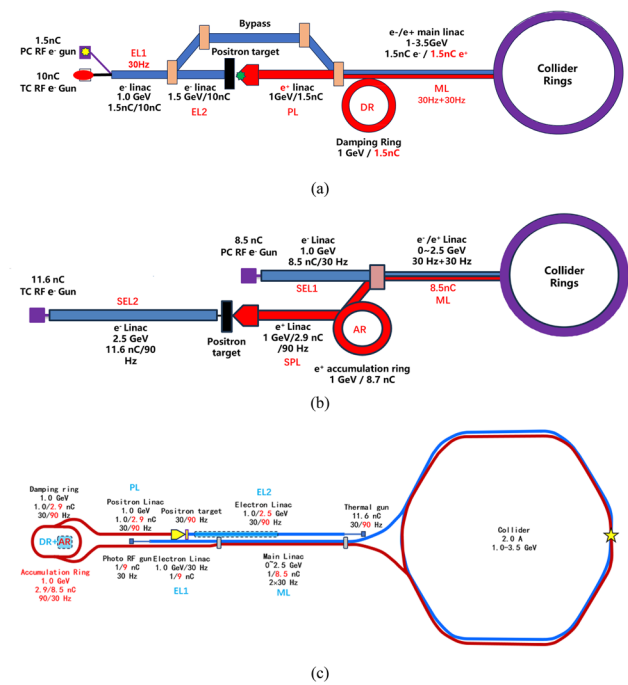 1.5nC
PC RF e⁻ gun
10nC
TC RF e⁻ Gun
EL1
30Hz
e⁻ linac
1.0 GeV
1.5nC/10nC
Bypass
Positron target
e⁻ linac
1.5 GeV/10nC
EL2
e⁺ linac
1GeV/1.5nC
PL
e-/e+ main linac
1-3.5GeV
1.5nC e⁻/ 1.5nC e⁺
ML
30Hz+30Hz
DR
Damping Ring
1 GeV / 1.5nC
Collider
Rings
(a)
8.5 nC
PC RF e⁻ Gun
e⁻ Linac
1.0 GeV
8.5 nC/30 Hz
SEL1
e⁻/e⁺ Linac
0~2.5 GeV
30 Hz+30 Hz
8.5nC
ML
Collider
Rings
11.6 nC
TC RF e⁻ Gun
SEL2
e⁻ Linac
2.5 GeV
11.6 nC/90
Hz
Positron
target
e⁺ Linac
1 GeV/2.9 nC
/90 Hz
SPL
AR
e⁺ accumulation ring
1 GeV / 8.7 nC
(b)
Damping ring
1.0 GeV
1.0/2.9 nC
30/90 Hz
DR+AR
Accumulation Ring
1.0 GeV
2.9/8.5 nC
90/30 Hz
PL
Positron Linac
1.0 GeV
1.0/2.9 nC
30/90 Hz
Positron target
30/90 Hz
EL2
Electron Linac
1.0/2.5 GeV
30/90 Hz
Thermal gun
11.6 nC
30/90 Hz
Photo RF gun
1/9 nC
30 Hz
Electron Linac
1.0 GeV/30 Hz
1/9 nC
EL1
Main Linac
0~2.5 GeV
1/8.5 nC
2×30 Hz
ML
Collider
2.0 A
1.0-3.5 GeV
(c)